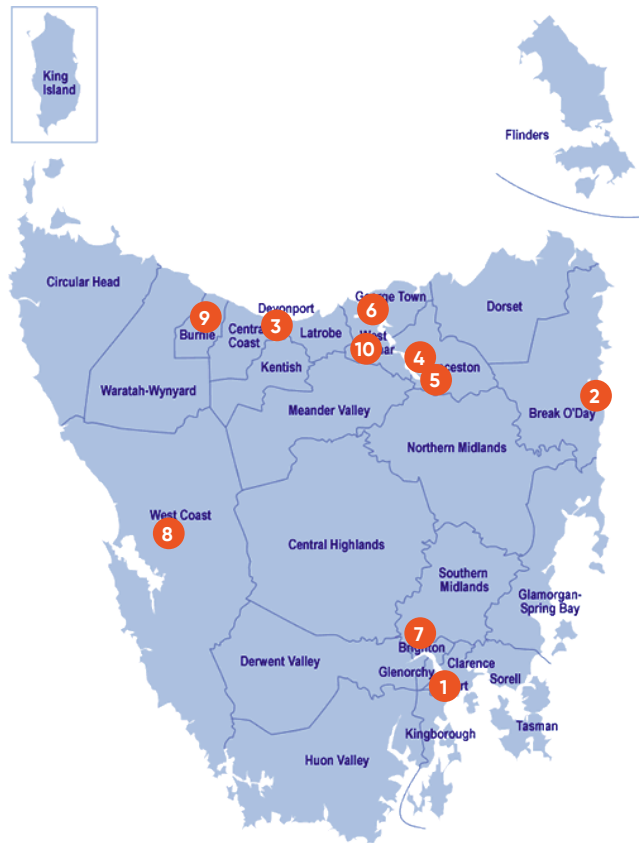 King
Island
Flinders
Circular Head
George Town
6
Dorset
Devonport
9
3
Burnie
Central
Coast
Latrobe
West
10
4
5
Kentish
Waratah-Wynyard
Meander Valley
2
Break O'Day
Northern Midlands
West Coast
8
Central Highlands
Southern
Midlands
Glamorgan-
Spring Bay
7
Brighton
Derwent Valley
Glenorchy
Clarence
Sorell
1
Tasman
Kingborough
Huon Valley